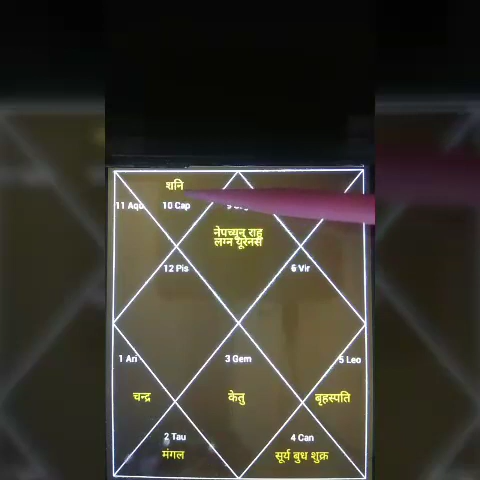 शनि
11 Aqu 10 Cap
नेपच्यून राहु
लग्न यूरेनस
12 Pis 6 Vir
1 Ari 3 Gem 5 Leo
चन्द्र केतु बृहस्पति
2 Tau 4 Can
मंगल सूर्य बुध शुक्र